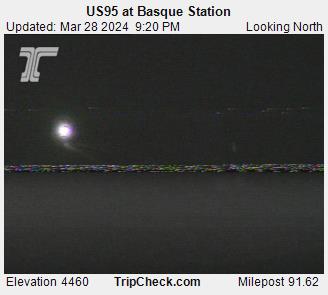 US95 at Basque Station
Updated: Mar 28 2024 9:20 PM Looking North
Elevation 4460 TripCheck.com Milepost 91.62